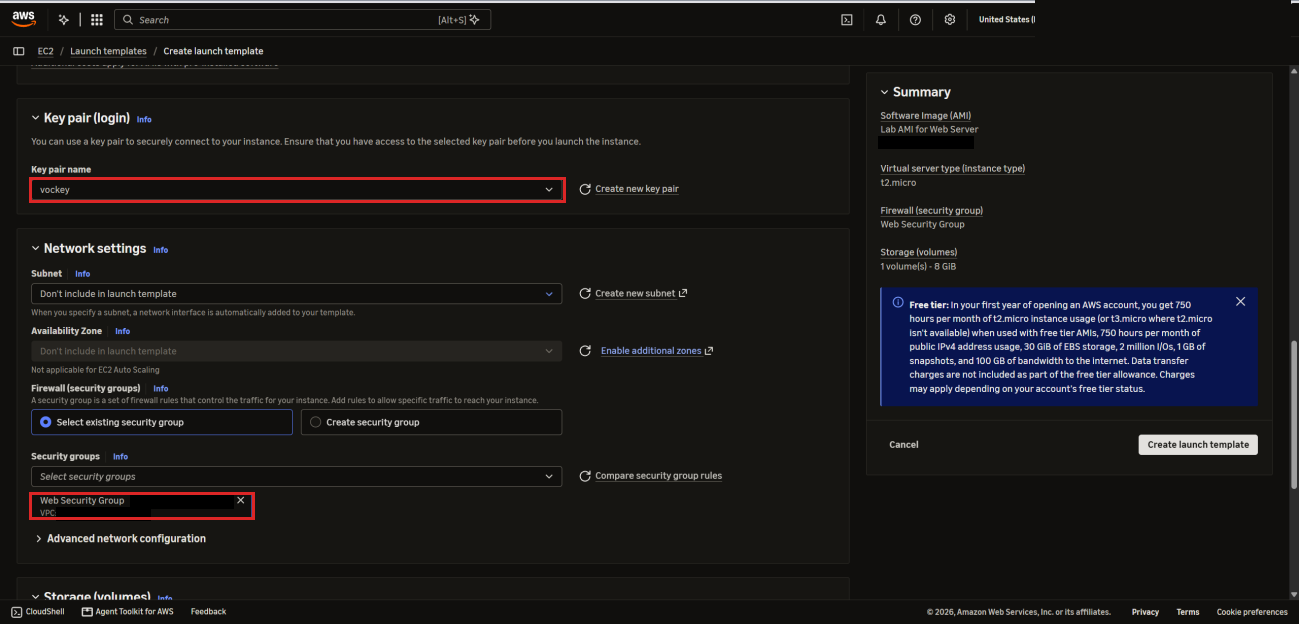 aws
Search
[Alt+S]
United States (
EC2 / Launch templates / Create launch template
Additional costs apply for AMIs with pre-installed software
Key pair (login) Info
You can use a key pair to securely connect to your instance. Ensure that you have access to the selected key pair before you launch the instance.
Key pair name
vockey
Create new key pair
Network settings Info
Subnet Info
Don't include in launch template
Create new subnet
When you specify a subnet, a network interface is automatically added to your template.
Availability Zone Info
Don't include in launch template
Enable additional zones
Not applicable for EC2 Auto Scaling
Firewall (security groups) Info
A security group is a set of firewall rules that control the traffic for your instance. Add rules to allow specific traffic to reach your instance.
Select existing security group
Create security group
Security groups Info
Select security groups
Compare security group rules
Web Security Group
VPC:
Advanced network configuration
Storage (volumes) Info
Summary
Software Image (AMI)
Lab AMI for Web Server
Virtual server type (instance type)
t2.micro
Firewall (security group)
Web Security Group
Storage (volumes)
1 volume(s) - 8 GiB
Free tier: In your first year of opening an AWS account, you get 750
hours per month of t2.micro instance usage (or t3.micro where t2.micro
isn't available) when used with free tier AMIs, 750 hours per month of
public IPv4 address usage, 30 GiB of EBS storage, 2 million I/Os, 1 GB of
snapshots, and 100 GB of bandwidth to the internet. Data transfer
charges are not included as part of the free tier allowance. Charges
may apply depending on your account's free tier status.
Cancel
Create launch template
CloudShell
Agent Toolkit for AWS
Feedback
© 2026, Amazon Web Services, Inc. or its affiliates.
Privacy
Terms
Cookie preferences